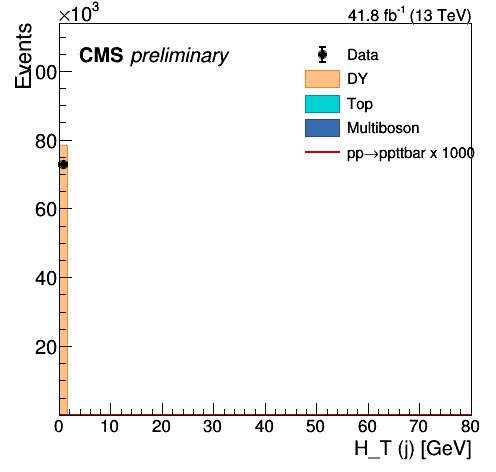 ×10³
41.8 fb⁻¹ (13 TeV)
Events
CMS preliminary
Data
DY
Top
Multiboson
pp→ppttbar x 1000
00
80
60
40
20
0 10 20 30 40 50 60 70 80
H_T (j) [GeV]